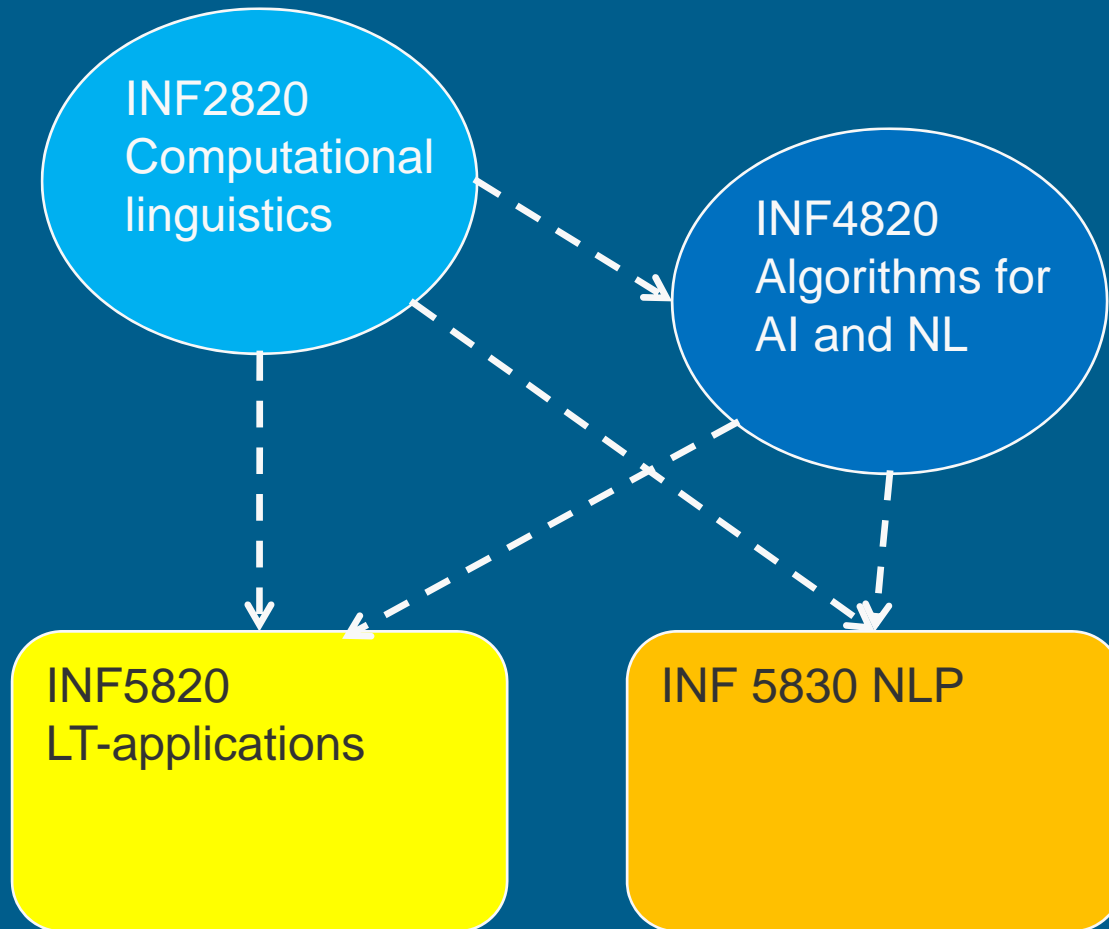 INF2820
Computational
linguistics
INF4820
Algorithms for
AI and NL
INF5820
LT-applications
INF 5830 NLP